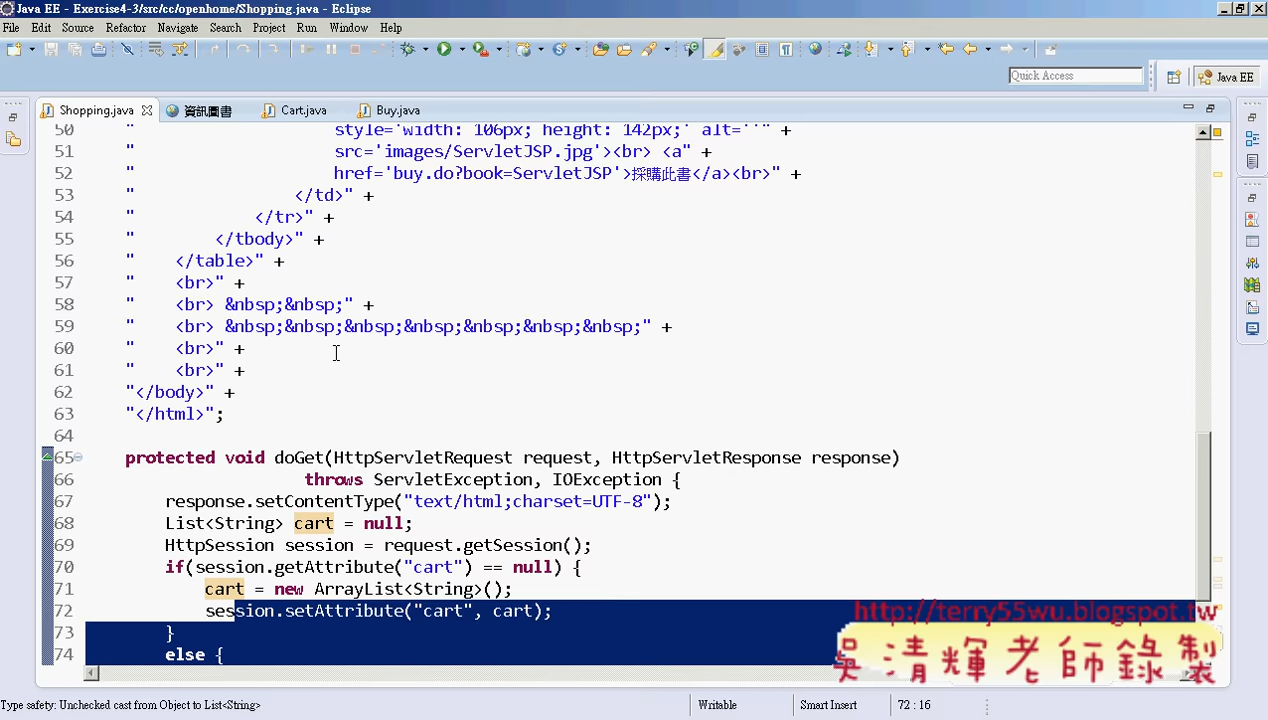 Java EE - Exercise4-3/src/cc/openhome/Shopping.java - Eclipse
File Edit Source Refactor Navigate Search Project Run Window Help
Quick Access
Java EE
Shopping.java 資訊圖書 Cart.java Buy.java
50 " style='width: 106px; height: 142px;' alt=''" +
51 " src='images/ServletJSP.jpg'><br> <a" +
52 " href='buy.do?book=ServletJSP'>採購此書</a><br>" +
53 " </td>" +
54 " </tr>" +
55 " </tbody>" +
56 " </table>" +
57 " <br>" +
58 " <br> &nbsp;&nbsp;" +
59 " <br> &nbsp;&nbsp;&nbsp;&nbsp;&nbsp;&nbsp;&nbsp;" +
60 " <br>" +
61 " <br>" +
62 "</body>" +
63 "</html>";
64
65 protected void doGet(HttpServletRequest request, HttpServletResponse response)
66 throws ServletException, IOException {
67 response.setContentType("text/html;charset=UTF-8");
68 List<String> cart = null;
69 HttpSession session = request.getSession();
70 if(session.getAttribute("cart") == null) {
71 cart = new ArrayList<String>();
72 session.setAttribute("cart", cart);
73 }
74 else {
http://terry55wu.blogspot.tw
吳清輝老師錄製
Type safety: Unchecked cast from Object to List<String>
Writable
Smart Insert
72 : 16